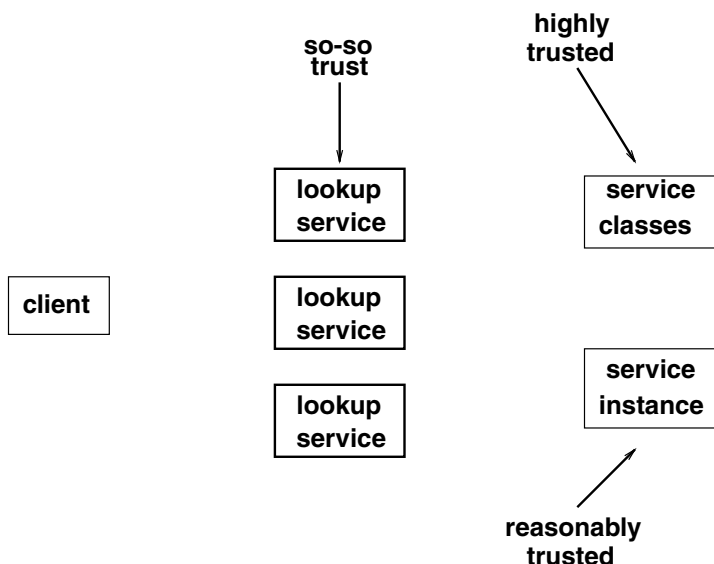 so-so
trust
highly
trusted
lookup
service
service
classes
client
lookup
service
service
instance
lookup
service
reasonably
trusted